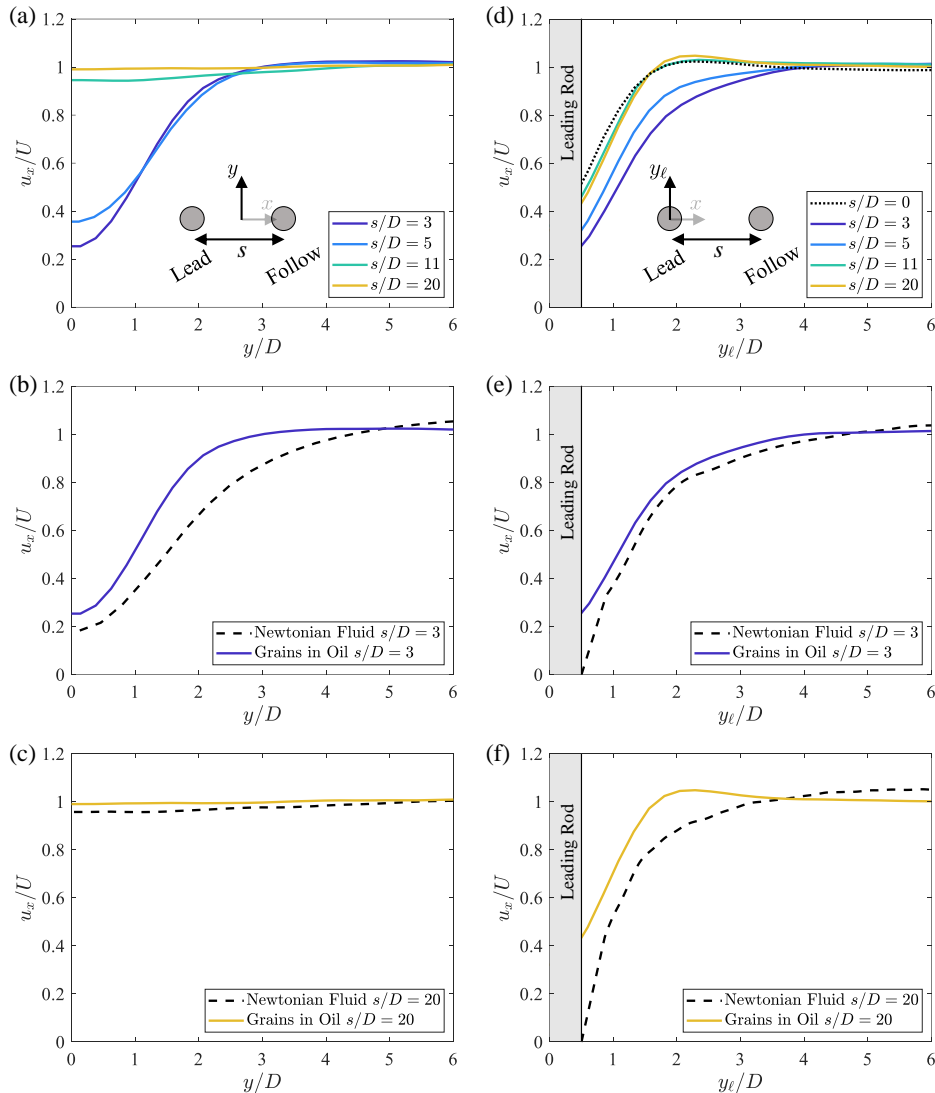 (a)
1.2
1
0.8
0.6
0.4
0.2
0
u_x/U
0 1 2 3 4 5 6
y/D
y
x
s
Lead
Follow
s/D = 3
s/D = 5
s/D = 11
s/D = 20
(d)
1.2
1
0.8
0.6
0.4
0.2
0
u_x/U
0 1 2 3 4 5 6
y_ℓ/D
Leading Rod
y_ℓ
x
s
Lead
Follow
s/D = 0
s/D = 3
s/D = 5
s/D = 11
s/D = 20
(b)
1.2
1
0.8
0.6
0.4
0.2
0
u_x/U
0 1 2 3 4 5 6
y/D
Newtonian Fluid s/D = 3
Grains in Oil s/D = 3
(e)
1.2
1
0.8
0.6
0.4
0.2
0
u_x/U
0 1 2 3 4 5 6
y_ℓ/D
Leading Rod
Newtonian Fluid s/D = 3
Grains in Oil s/D = 3
(c)
1.2
1
0.8
0.6
0.4
0.2
0
u_x/U
0 1 2 3 4 5 6
y/D
Newtonian Fluid s/D = 20
Grains in Oil s/D = 20
(f)
1.2
1
0.8
0.6
0.4
0.2
0
u_x/U
0 1 2 3 4 5 6
y_ℓ/D
Leading Rod
Newtonian Fluid s/D = 20
Grains in Oil s/D = 20